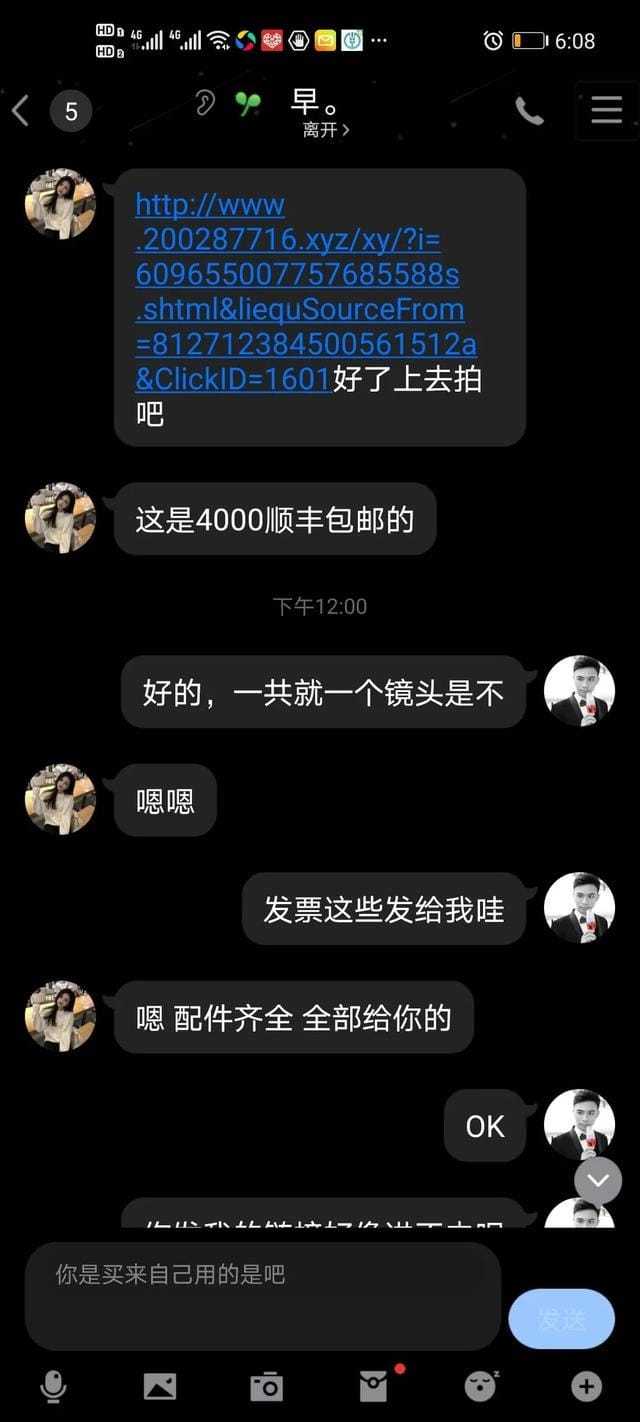 HD 1 4G 4G 6:08
HD 2
5 早。
离开
http://www
.200287716.xyz/xy/?i=
609655007757685588s
.shtml&liequSourceFrom
=812712384500561512a
&ClickID=1601好了上去拍
吧
这是4000顺丰包邮的
下午12:00
好的，一共就一个镜头是不
嗯嗯
发票这些发给我哇
嗯 配件齐全 全部给你的
OK
你是买来自己用的是吧
发送